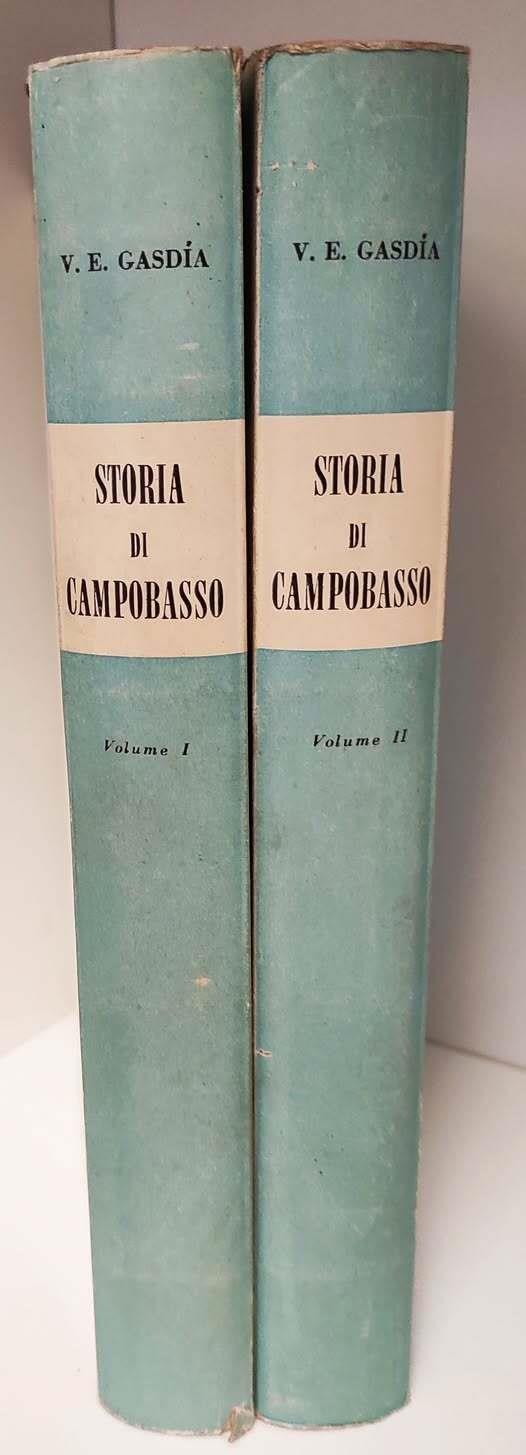 V. E. GASDÍA
STORIA
DI
CAMPOBASSO
Volume I
V. E. GASDÍA
STORIA
DI
CAMPOBASSO
Volume II